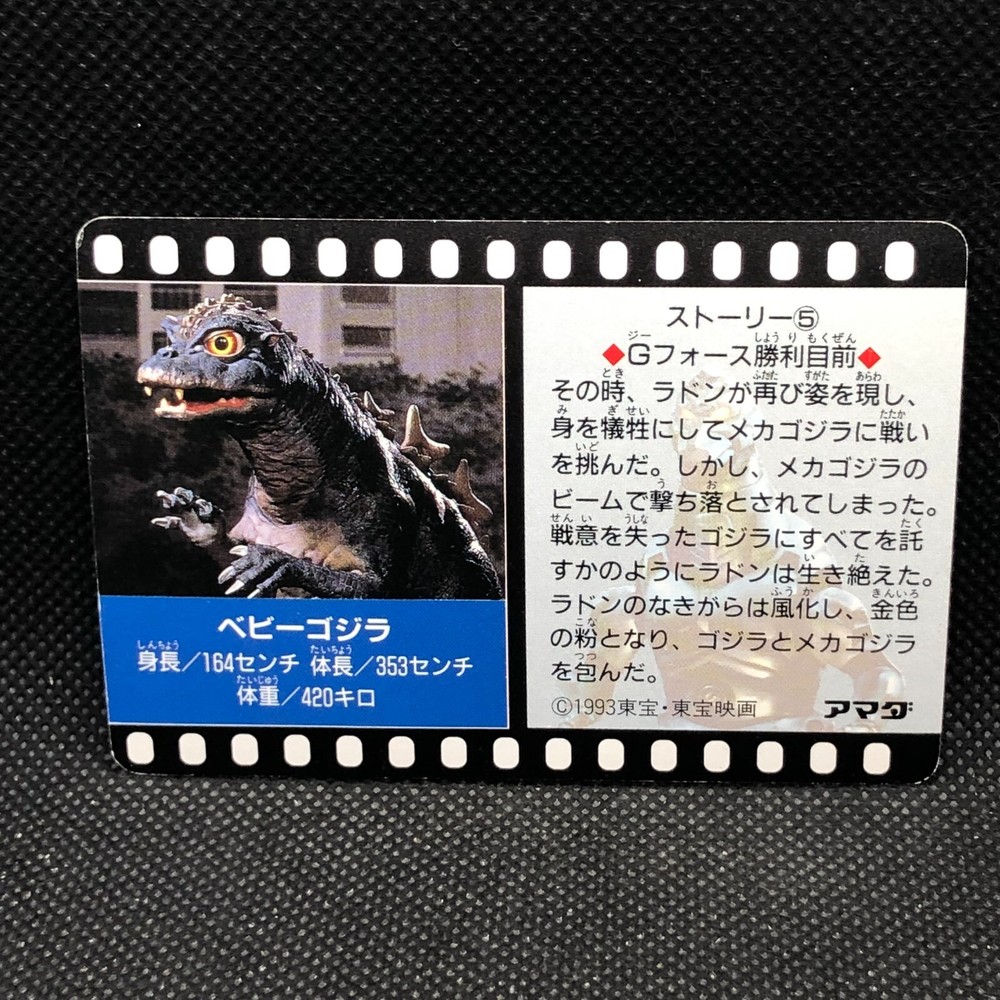 ベビーゴジラ
身長／164センチ 体長／353センチ
体重／420キロ
ストーリー⑤
◆Gフォース勝利目前◆
その時、ラドンが再び姿を現し、
身を犠牲にしてメカゴジラに戦い
を挑んだ。しかし、メカゴジラの
ビームで撃ち落とされてしまった。
戦意を失ったゴジラにすべてを託
すかのようにラドンは生き絶えた。
ラドンのなきがらは風化し、金色
の粉となり、ゴジラとメカゴジラ
を包んだ。
©1993東宝・東宝映画 アマダ